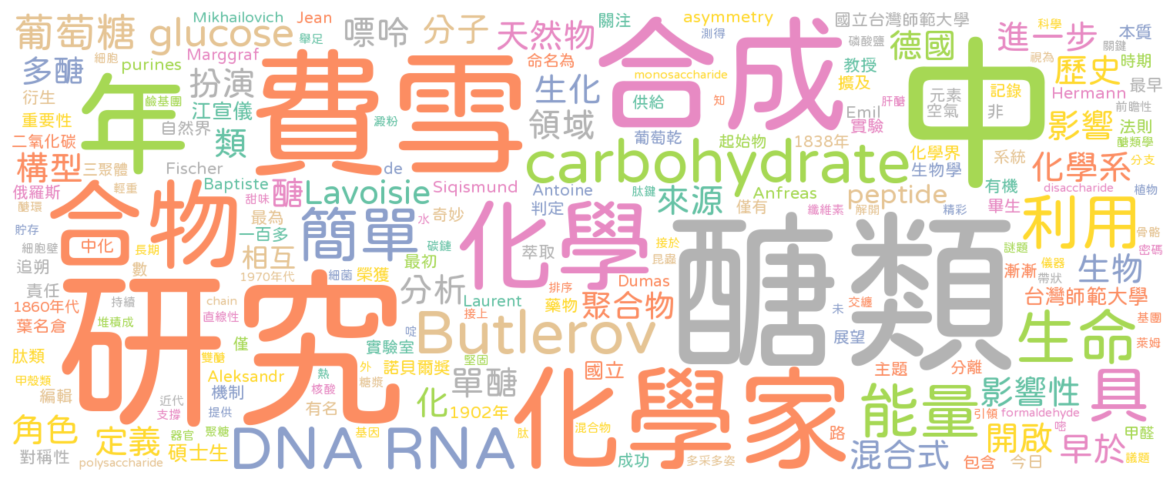 Mikhailovich Jean 嘌呤 分子 關注 asymmetry 國立台灣師範大學 科學
葡萄糖 glucose 舉足 天然物 測得 德國 進一步 本質
Marggraf 細胞 命名為 合成 磷酸鹽 教授 中 關鍵 時期
多醣 purines 扮演 費雪 生化 monosaccharide 擴及 視為 歷史 最早
衍生 年 鹼基團 江宣儀 澱粉 供給 知 肝醣 元素 記錄 Hermann 前瞻性
重要性 自然界 領域 葡萄乾 Emil 實驗 空氣 非 影響 法則
二氧化碳 類 起始物 1838年 化學界 醣類學
構型 三聚體 Fischer de carbohydrate 生物學 系統 化學系 分支
俄羅斯 輕重 Baptiste 醣 Lavoisie Siqismund Antoine 肽鍵 來源 Anfreas peptide 有機 disaccharide 植物
醣環 合物 甜味 最為 簡單 水 奇妙 化學 判定 纖維素 僅有 解開 精彩 畢生 利用 骨骼
貯存 中化 一百多 碳鏈 萃取 接於 醣類 謎題 密碼
細胞壁 長期 相互 最初 昆蟲 漸漸 儀器 生物
追朔 數 1970年代 細菌 榮獲 分析 排序 Dumas 未 交纏 帶狀 台灣師範大學
責任 持續 研究 chain Laurent 藥物 聚合物 展望 生命 基團
1860年代 堆積成 直線性 接上 萊姆
葉名倉 僅 啶 Butlerov
肽類 雙醣 實驗室 堅固 化學家 國立 主題 分離
甲殼類 Aleksandr 熱 外 諾貝爾獎 單醣 能量 影響性 具
編輯 近代 機制 核酸 糖漿 引領 formaldehyde
支撐 提供 有名 化 1902年 嘧 甲醛
角色 定義 器官 聚糖 基因 肽 混合物 路 開啟 早於
對稱性 碩士生 DNA RNA 成功 混合式 包含 今日 議題
polysaccharide 多采多姿